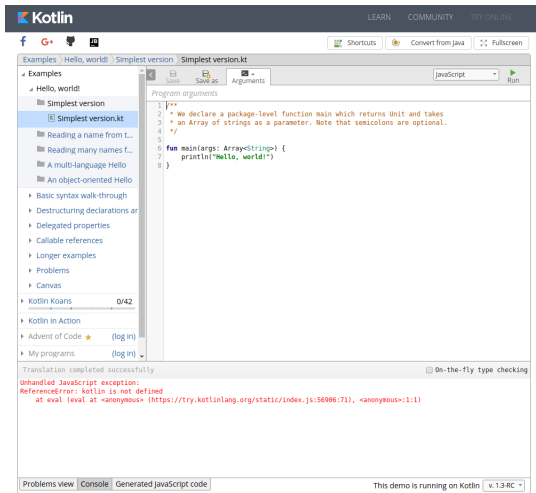 Kotlin LEARN COMMUNITY TRY ONLINE
f G+ JB Shortcuts Convert from Java Fullscreen
Examples Hello, world! Simplest version Simplest version.kt
Examples
Hello, world!
Simplest version
Simplest version.kt
Reading a name from t...
Reading many names f...
A multi-language Hello
An object-oriented Hello
Basic syntax walk-through
Destructuring declarations ar
Delegated properties
Callable references
Longer examples
Problems
Canvas
Kotlin Koans 0/42
Kotlin in Action
Advent of Code (log in)
My programs (log in)
Save Save as Arguments JavaScript Run
Program arguments
1 /**
2 * We declare a package-level function main which returns Unit and takes
3 * an Array of strings as a parameter. Note that semicolons are optional.
4 */
5
6 fun main(args: Array<String>) {
7 println("Hello, world!")
8 }
Translation completed successfully On-the-fly type checking
Unhandled JavaScript exception:
ReferenceError: kotlin is not defined
at eval (eval at <anonymous> (https://try.kotlinlang.org/static/index.js:56906:71), <anonymous>:1:1)
Problems view Console Generated JavaScript code This demo is running on Kotlin v. 1.3-RC